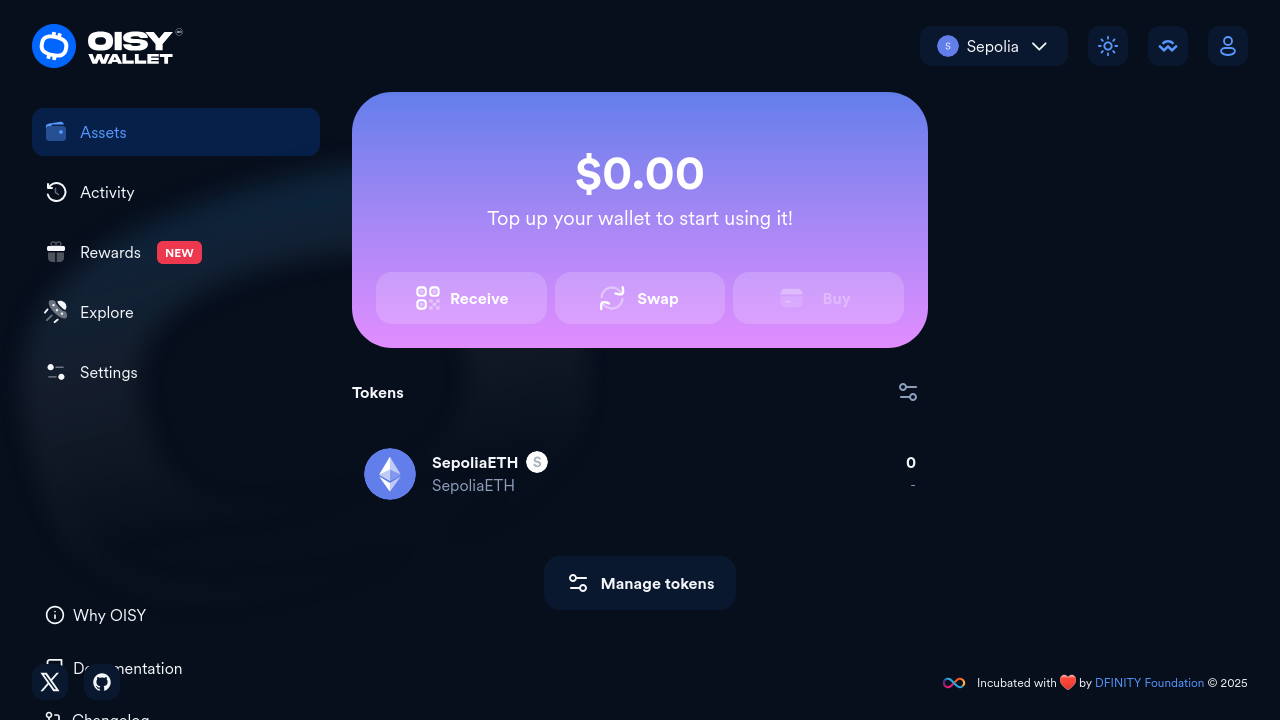 OISY
WALLET
S Sepolia
Assets
Activity
Rewards NEW
Explore
Settings
$0.00
Top up your wallet to start using it!
Receive
Swap
Buy
Tokens
SepoliaETH S
0
SepoliaETH
-
Manage tokens
Why OISY
Documentation
Changelog
Incubated with ❤️ by DFINITY Foundation © 2025